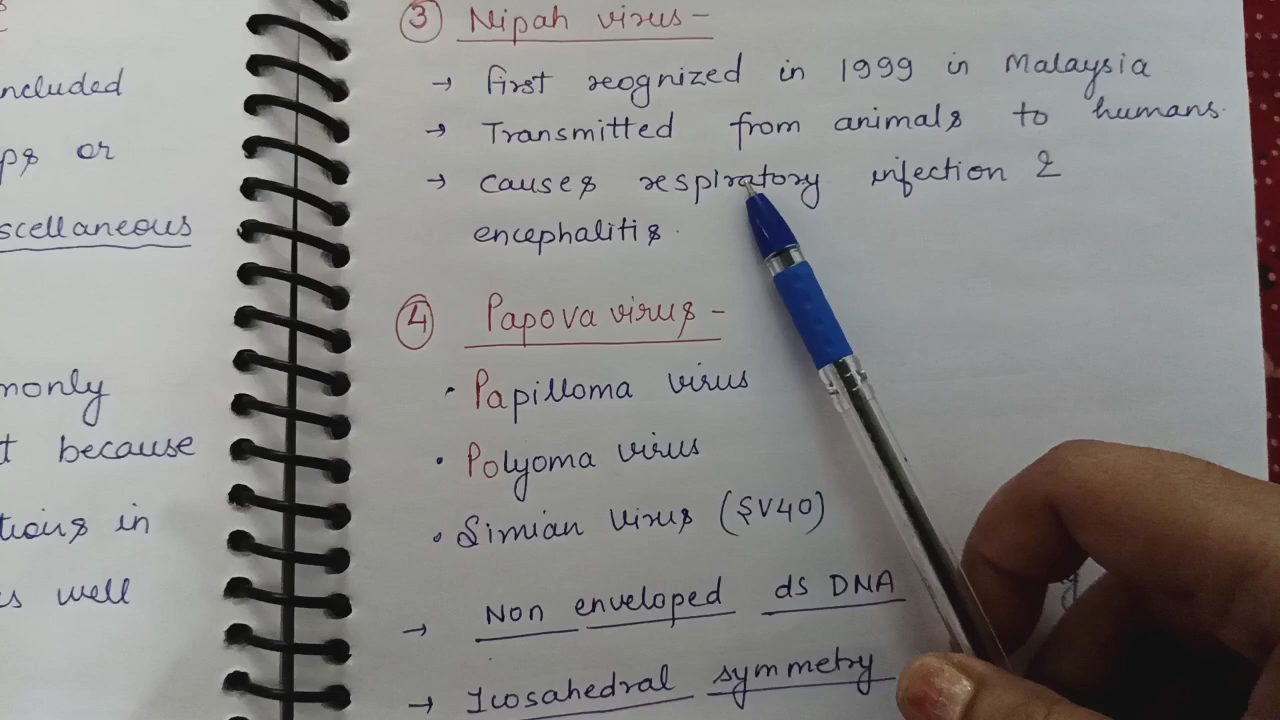 ncluded
ps or
scellaneous
monly
t because
tions in
s well
③ Nipah virus -
→ first reognized in 1999 in Malaysia
→ Transmitted from animals to humans.
→ causes respiratory infection &
encephalitis.
④ Papova virus -
• Papilloma virus
• Polyoma virus
• Simian virus (SV40)
→ Non enveloped ds DNA
→ Icosahedral symmetry